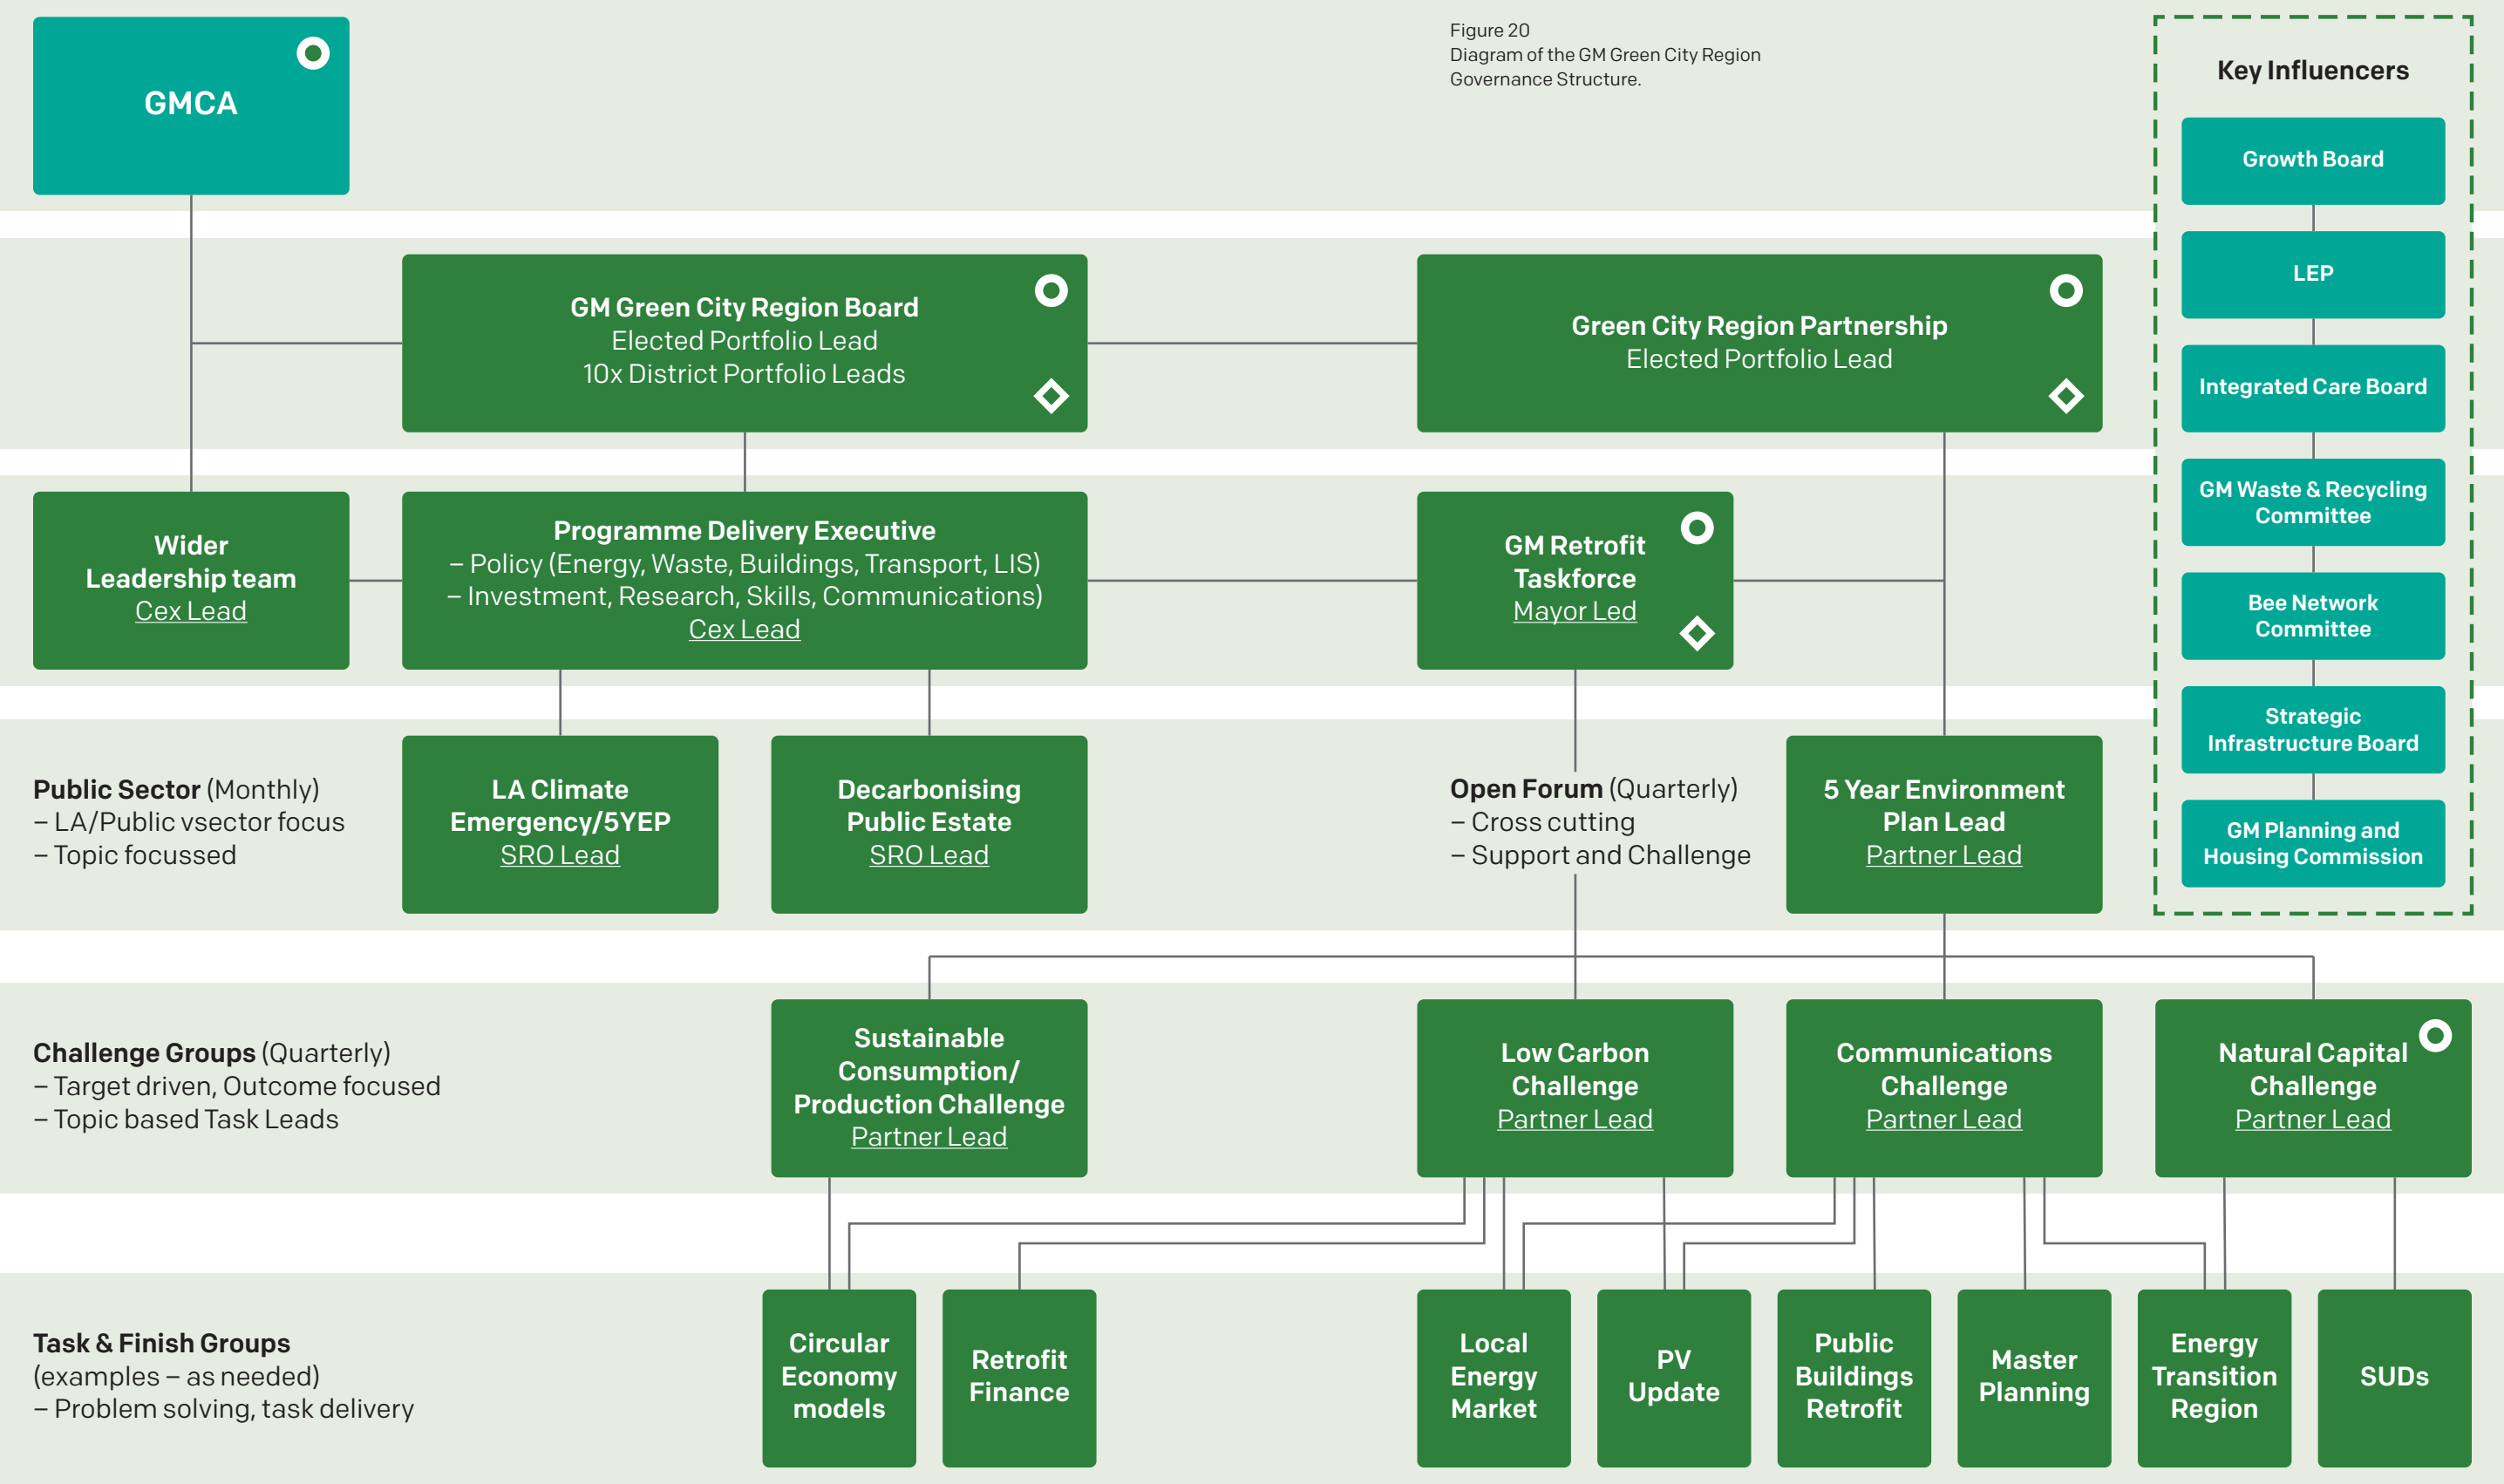 GMCA
Figure 20
Diagram of the GM Green City Region
Governance Structure.
Key Influencers
Growth Board
LEP
Integrated Care Board
GM Waste & Recycling
Committee
Bee Network
Committee
Strategic
Infrastructure Board
GM Planning and
Housing Commission
GM Green City Region Board
Elected Portfolio Lead
10x District Portfolio Leads
Green City Region Partnership
Elected Portfolio Lead
Wider
Leadership team
Cex Lead
Programme Delivery Executive
– Policy (Energy, Waste, Buildings, Transport, LIS)
– Investment, Research, Skills, Communications)
Cex Lead
GM Retrofit
Taskforce
Mayor Led
Public Sector (Monthly)
– LA/Public vsector focus
– Topic focussed
LA Climate
Emergency/5YEP
SRO Lead
Decarbonising
Public Estate
SRO Lead
Open Forum (Quarterly)
– Cross cutting
– Support and Challenge
5 Year Environment
Plan Lead
Partner Lead
Challenge Groups (Quarterly)
– Target driven, Outcome focused
– Topic based Task Leads
Sustainable
Consumption/
Production Challenge
Partner Lead
Low Carbon
Challenge
Partner Lead
Communications
Challenge
Partner Lead
Natural Capital
Challenge
Partner Lead
Task & Finish Groups
(examples – as needed)
– Problem solving, task delivery
Circular
Economy
models
Retrofit
Finance
Local
Energy
Market
PV
Update
Public
Buildings
Retrofit
Master
Planning
Energy
Transition
Region
SUDs